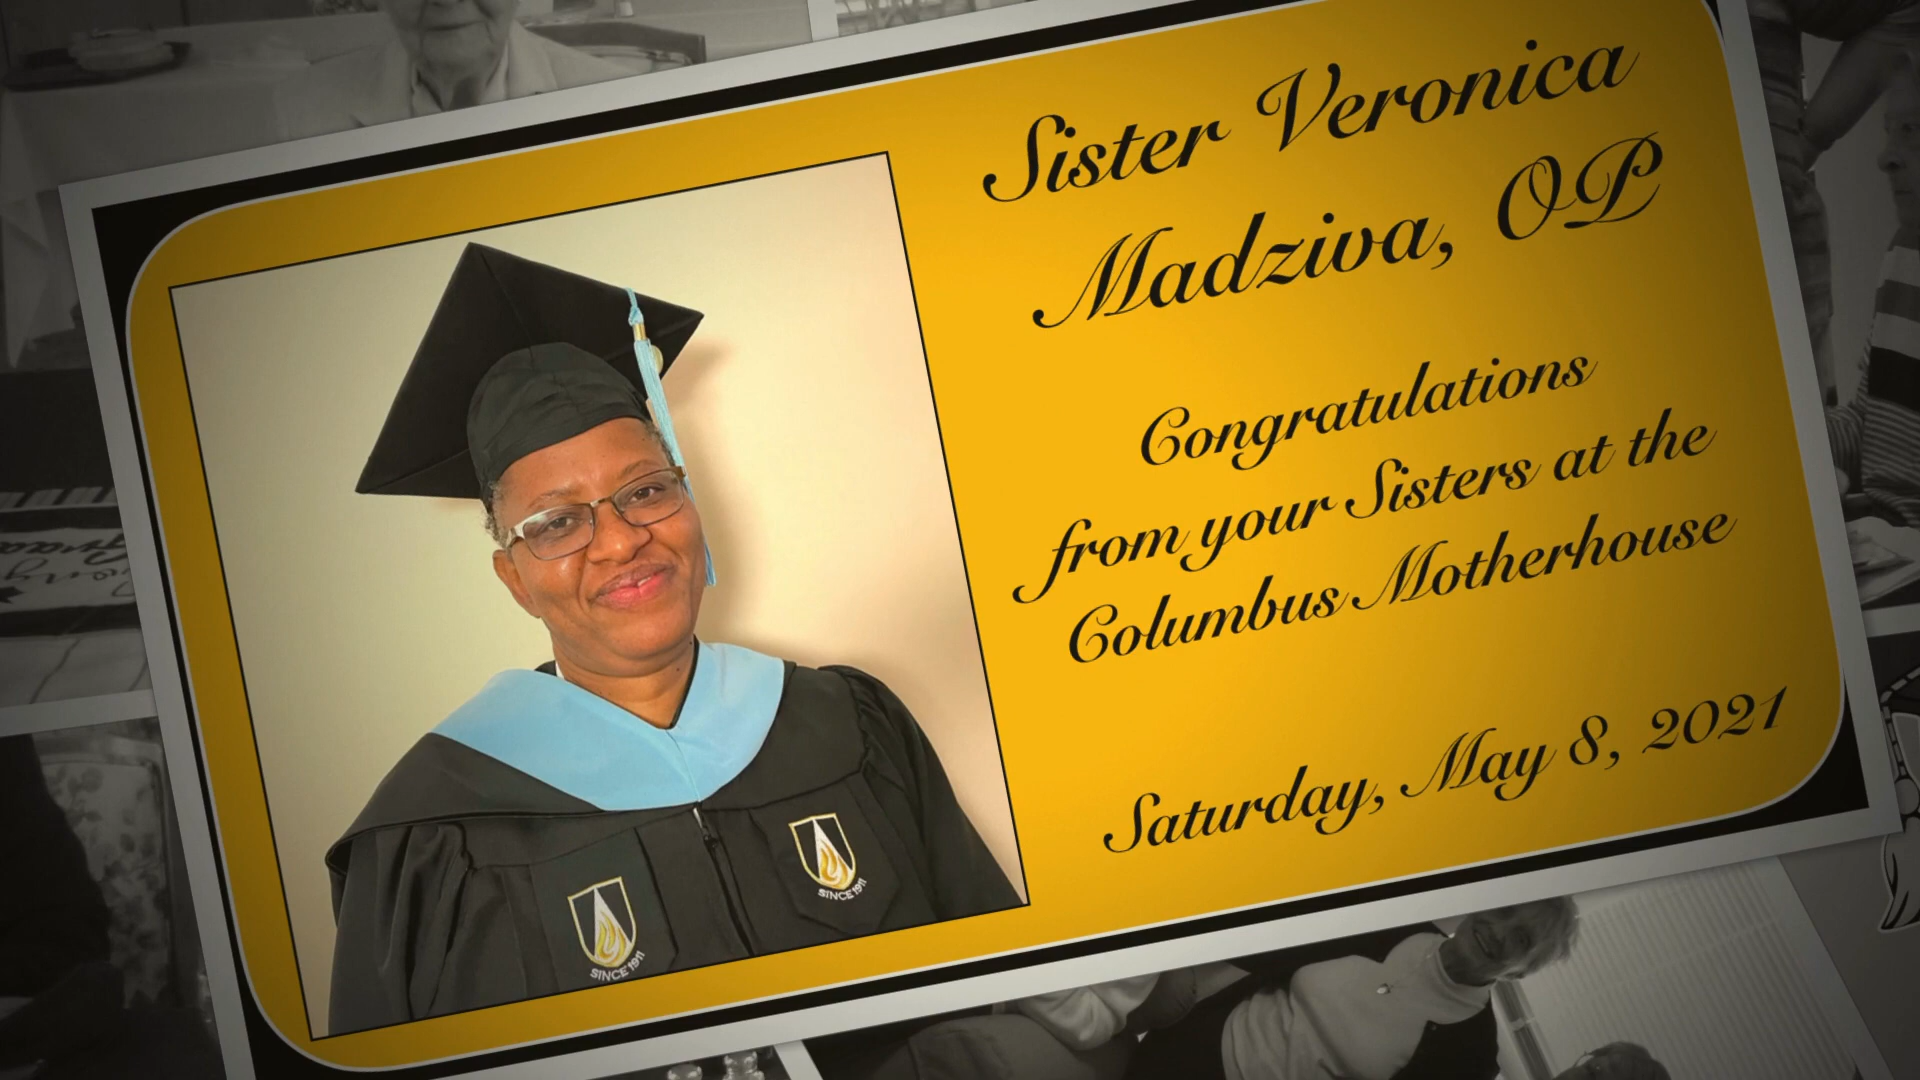 Sister Veronica
Madziva, OP
Congratulations
from your Sisters at the
Columbus Motherhouse
Saturday, May 8, 2021
SINCE 1911
SINCE 1911